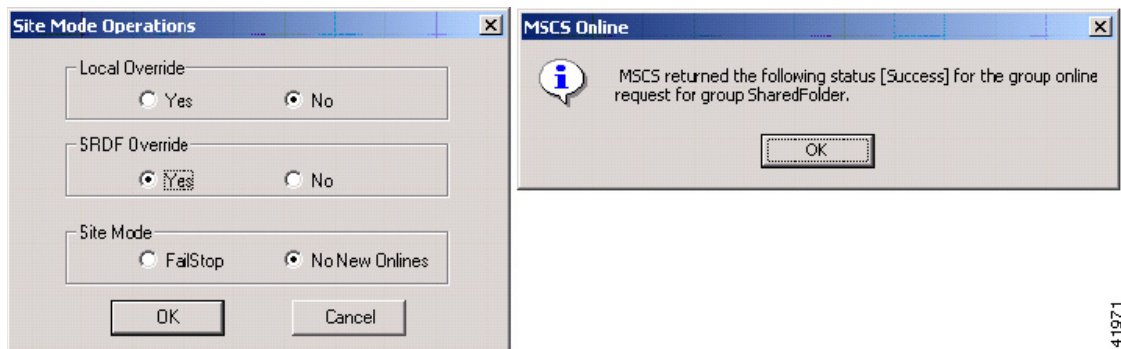 Site Mode Operations
Local Override
Yes No
SRDF Override
Yes No
Site Mode
FailStop No New Onlines
OK Cancel
MSCS Online
MSCS returned the following status [Success] for the group online
request for group SharedFolder.
OK
41971